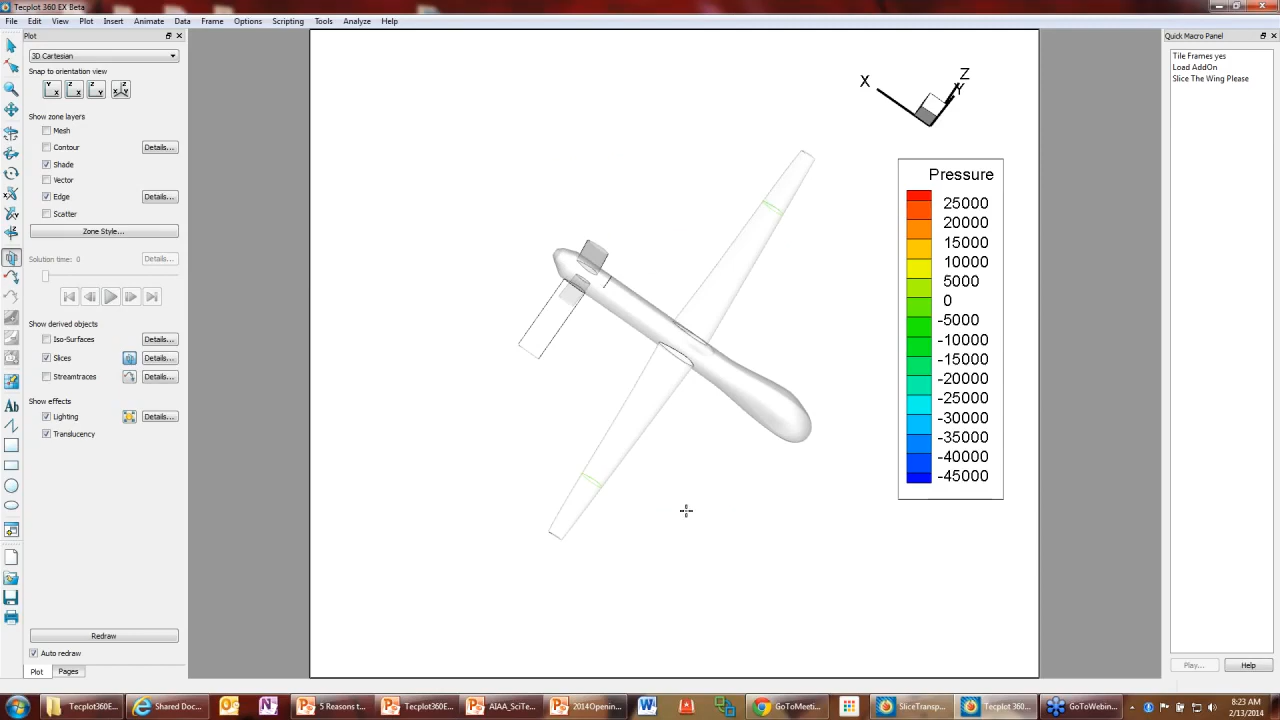 Tecplot 360 EX Beta
File Edit View Plot Insert Animate Data Frame Options Scripting Tools Analyze Help
Plot
3D Cartesian
Snap to orientation view
Show zone layers
Mesh
Contour Details...
Shade
Vector
Edge Details...
Scatter
Zone Style...
Solution time: 0 Details...
Show derived objects
Iso-Surfaces Details...
Slices Details...
Streamtraces Details...
Show effects
Lighting Details...
Translucency
Redraw
Auto redraw
Plot Pages
X
Z
Y
Pressure
25000
20000
15000
10000
5000
0
-5000
-10000
-15000
-20000
-25000
-30000
-35000
-40000
-45000
Quick Macro Panel
Tile Frames yes
Load AddOn
Slice The Wing Please
Play... Help
Tecplot360E... Shared Doc... 5 Reasons t... Tecplot360E... AIAA_SciTe... 2014Openin... GoToMeeti... SliceTransp... Tecplot 360... GoToWebin...
8:23 AM
2/13/2014